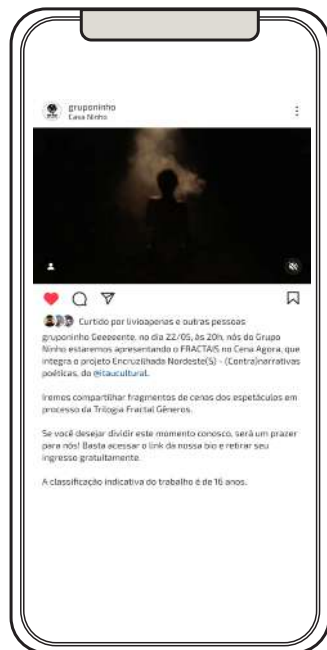 gruponinho
Casa Ninho
Curtido por livioapenas e outras pessoas
gruponinho Geeeeente, no dia 22/05, às 20h, nós do Grupo
Ninho estaremos apresentando o FRACTAIS no Cena Agora, que
integra o projeto Encruzilhada Nordeste(S) - (Contra)narrativas
poéticas, do @itaucultural.
Iremos compartilhar fragmentos de cenas dos espetáculos em
processo da Trilogia Fractal Gêneros.
Se você desejar dividir este momento conosco, será um prazer
para nós! Basta acessar o link da nossa bio e retirar seu
ingresso gratuitamente.
A classificação indicativa do trabalho é de 16 anos.